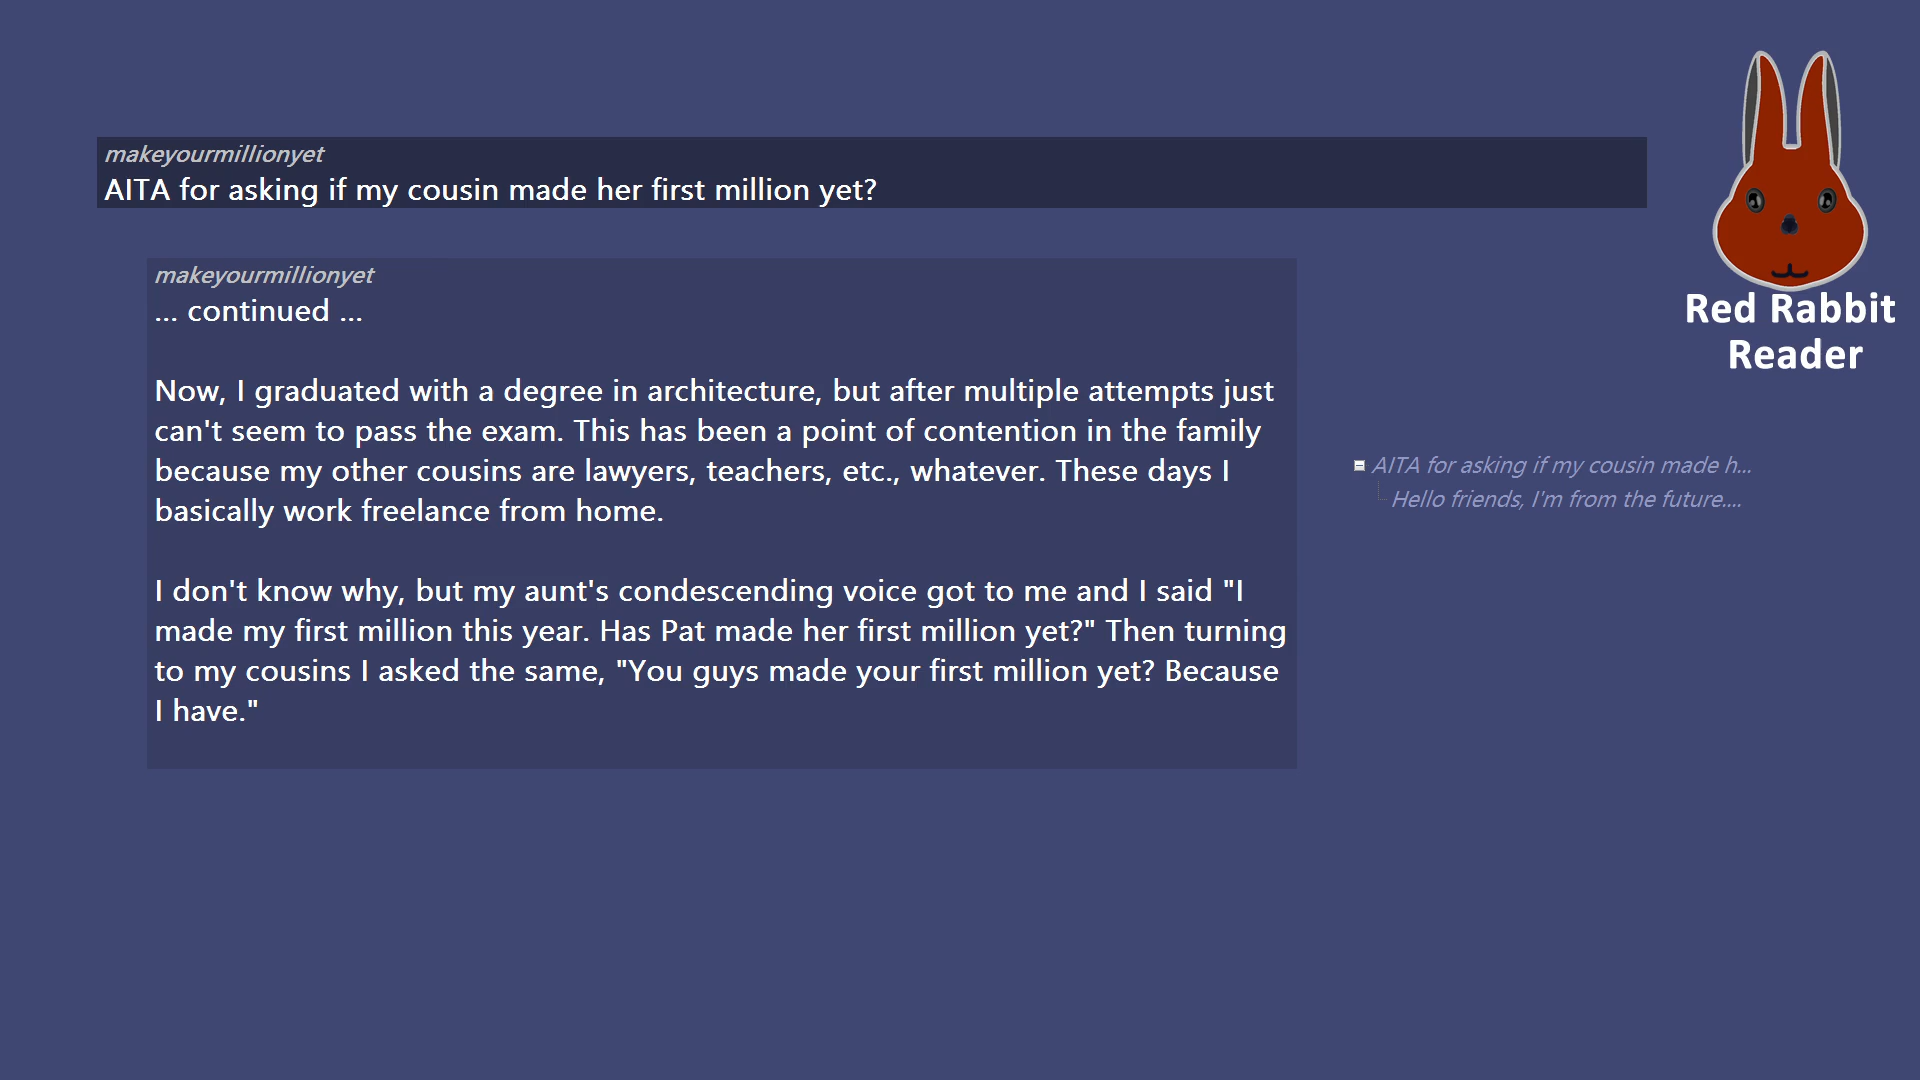 makeyourmillionyet
AITA for asking if my cousin made her first million yet?
makeyourmillionyet
... continued ...
Now, I graduated with a degree in architecture, but after multiple attempts just
can't seem to pass the exam. This has been a point of contention in the family
because my other cousins are lawyers, teachers, etc., whatever. These days I
basically work freelance from home.
I don't know why, but my aunt's condescending voice got to me and I said "I
made my first million this year. Has Pat made her first million yet?" Then turning
to my cousins I asked the same, "You guys made your first million yet? Because
I have."
Red Rabbit
Reader
AITA for asking if my cousin made h...
Hello friends, I'm from the future....